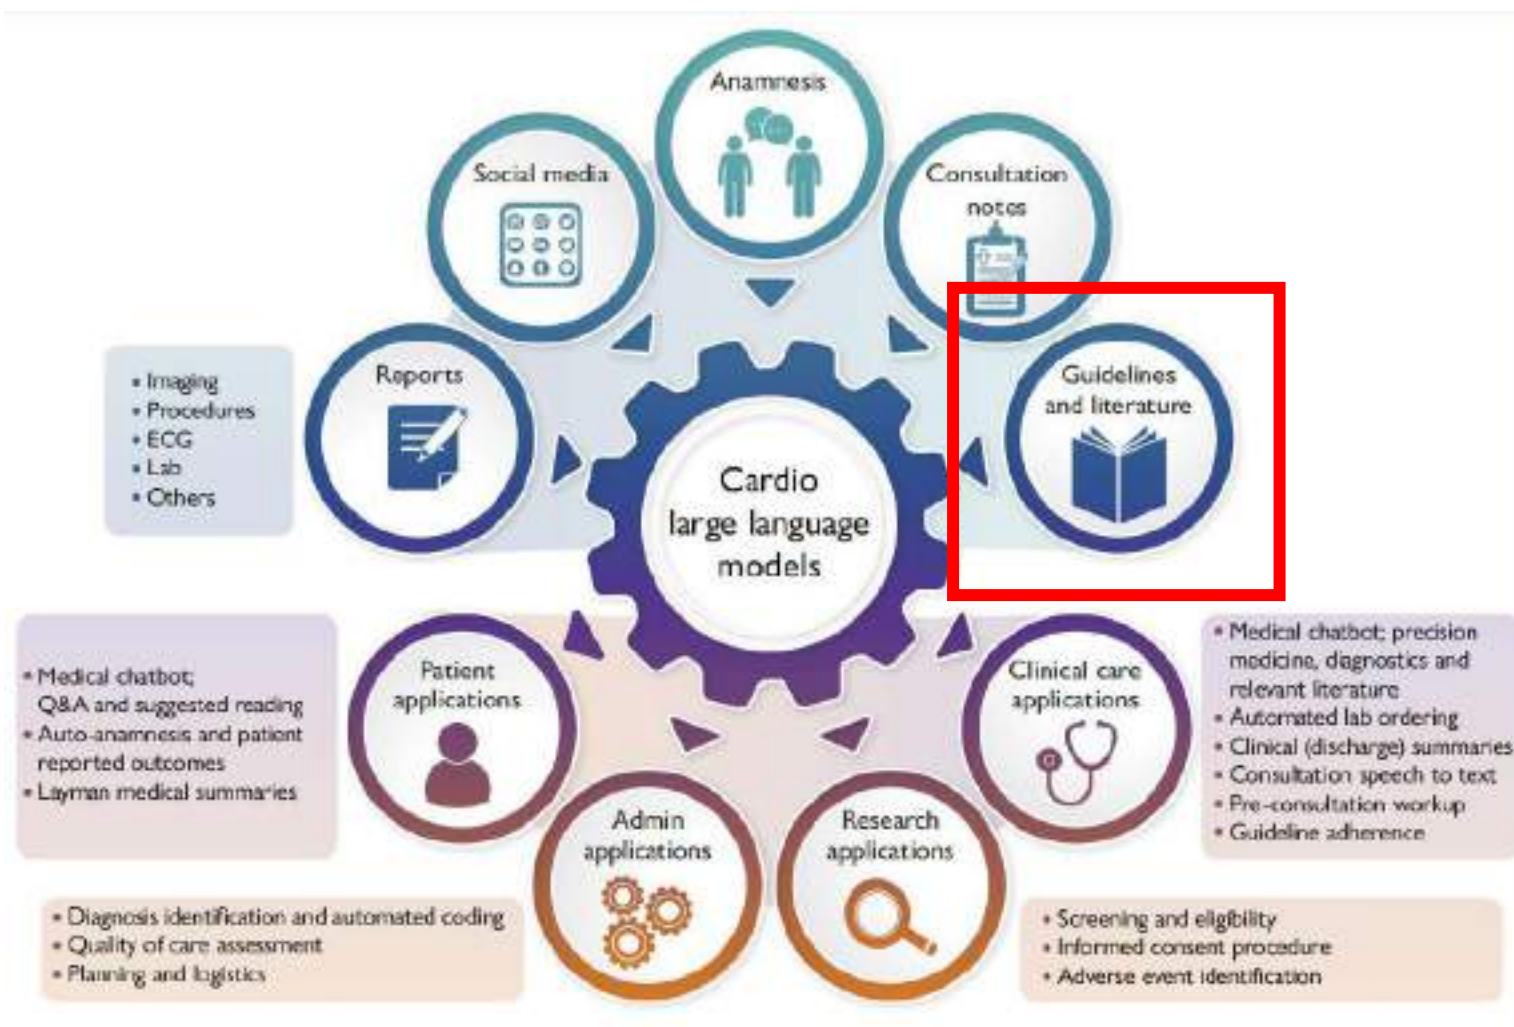 Anamnesis
Social media
Consultation
notes
Reports
• Imaging
• Procedures
• ECG
• Lab
• Others
Guidelines
and literature
Cardio
large language
models
Patient
applications
• Medical chatbot;
Q&A and suggested reading
• Auto-anamnesis and patient
reported outcomes
• Layman medical summaries
Clinical care
applications
• Medical chatbot; precision
medicine, diagnostics and
relevant literature
• Automated lab ordering
• Clinical (discharge) summaries
• Consultation speech to text
• Pre-consultation workup
• Guideline adherence
Admin
applications
• Diagnosis identification and automated coding
• Quality of care assessment
• Planning and logistics
Research
applications
• Screening and eligibility
• Informed consent procedure
• Adverse event identification